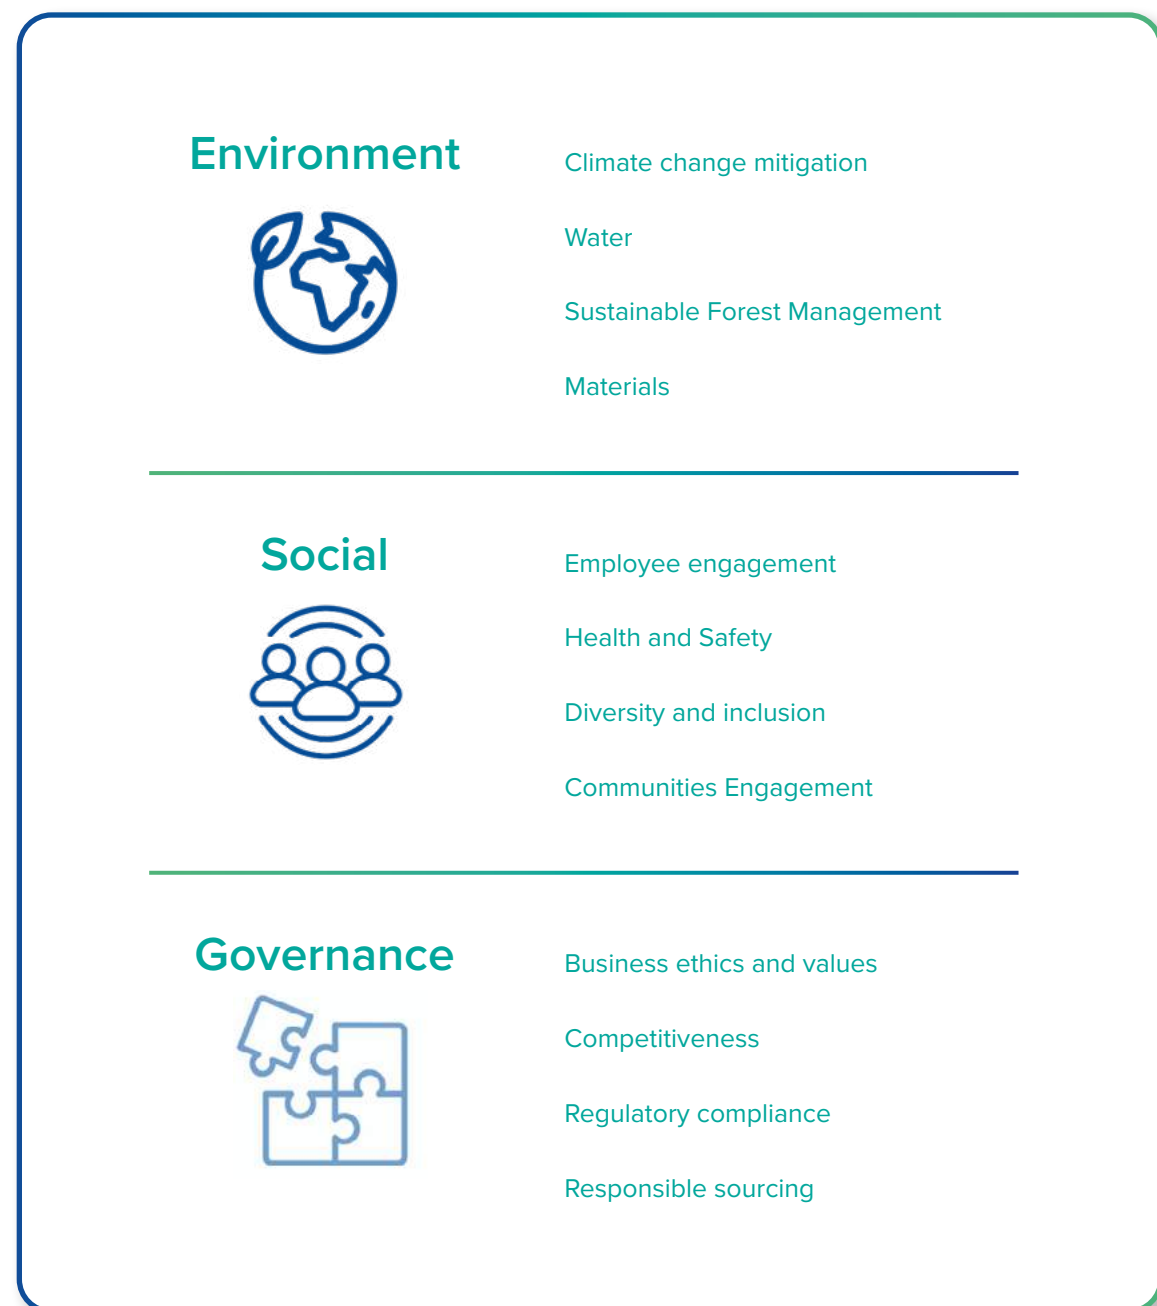 Environment
Climate change mitigation
Water
Sustainable Forest Management
Materials
Social
Employee engagement
Health and Safety
Diversity and inclusion
Communities Engagement
Governance
Business ethics and values
Competitiveness
Regulatory compliance
Responsible sourcing